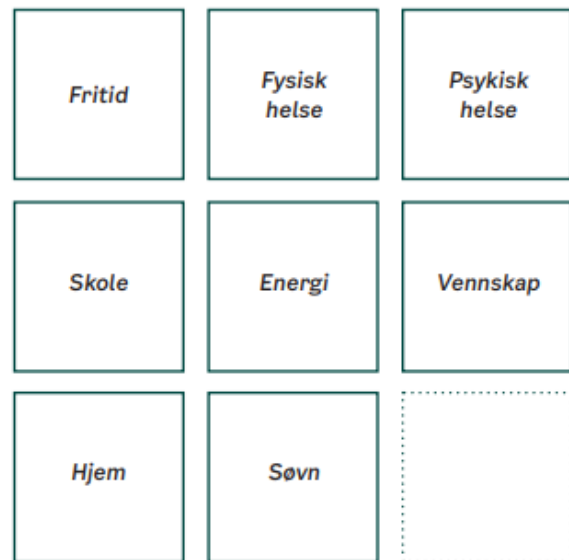 Fritid
Fysisk
helse
Psykisk
helse
Skole
Energi
Vennskap
Hjem
Søvn